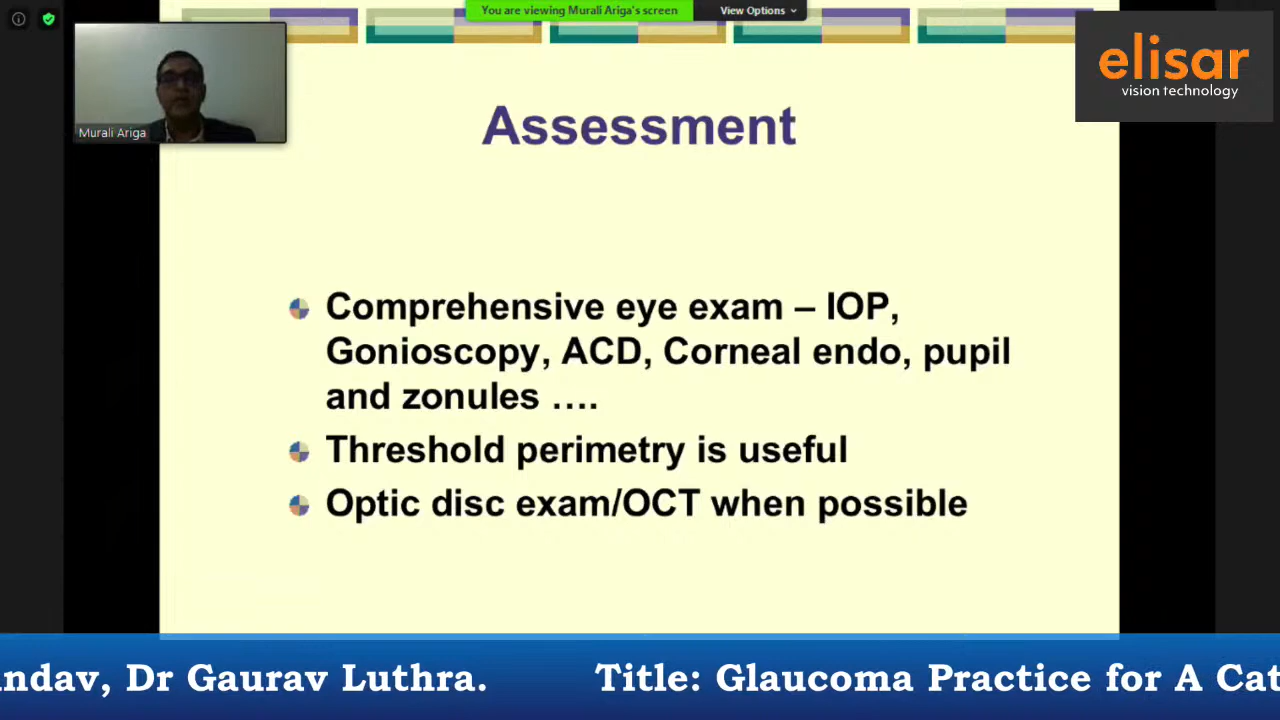 You are viewing Murali Ariga's screen
View Options
elisar
vision technology
Murali Ariga
Assessment
Comprehensive eye exam – IOP,
Gonioscopy, ACD, Corneal endo, pupil
and zonules ….
Threshold perimetry is useful
Optic disc exam/OCT when possible
Dr Gaurav Luthra. Title: Glaucoma Practice for A